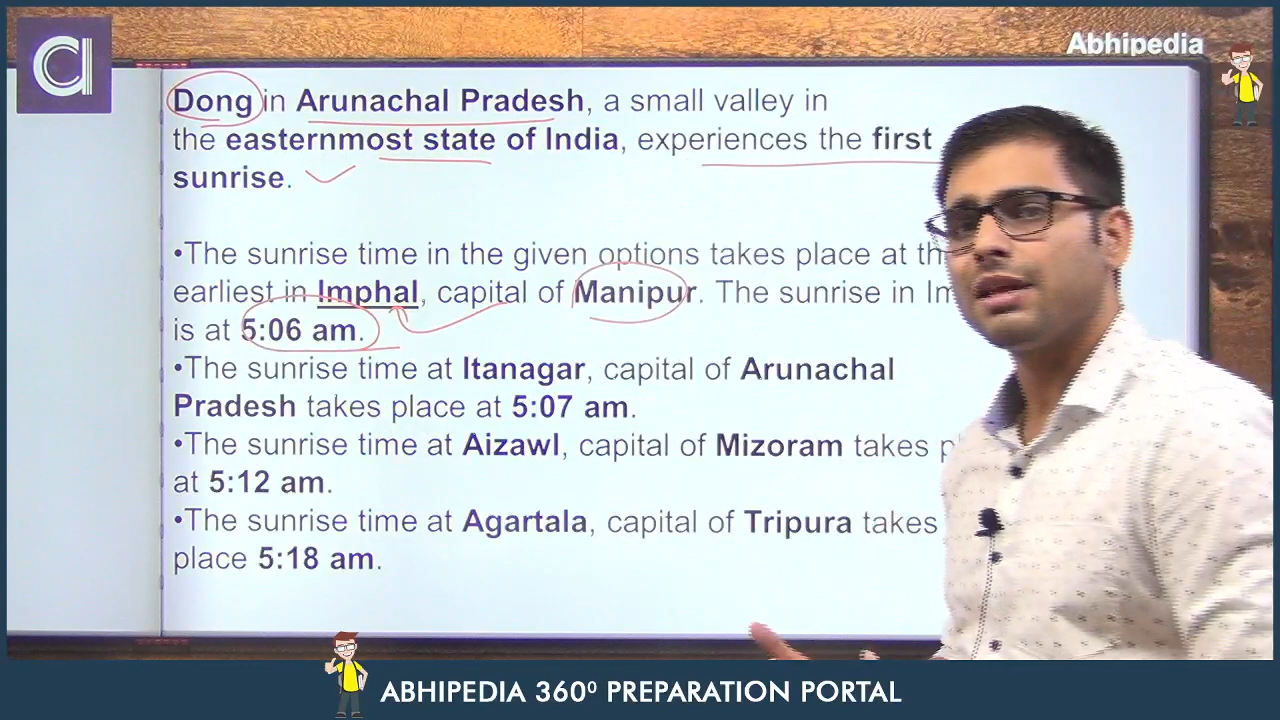 Abhipedia
Dong in Arunachal Pradesh, a small valley in
the easternmost state of India, experiences the first
sunrise.
•The sunrise time in the given options takes place at th
earliest in Imphal, capital of Manipur. The sunrise in Im
is at 5:06 am.
•The sunrise time at Itanagar, capital of Arunachal
Pradesh takes place at 5:07 am.
•The sunrise time at Aizawl, capital of Mizoram takes p
at 5:12 am.
•The sunrise time at Agartala, capital of Tripura takes
place 5:18 am.
ABHIPEDIA 360⁰ PREPARATION PORTAL